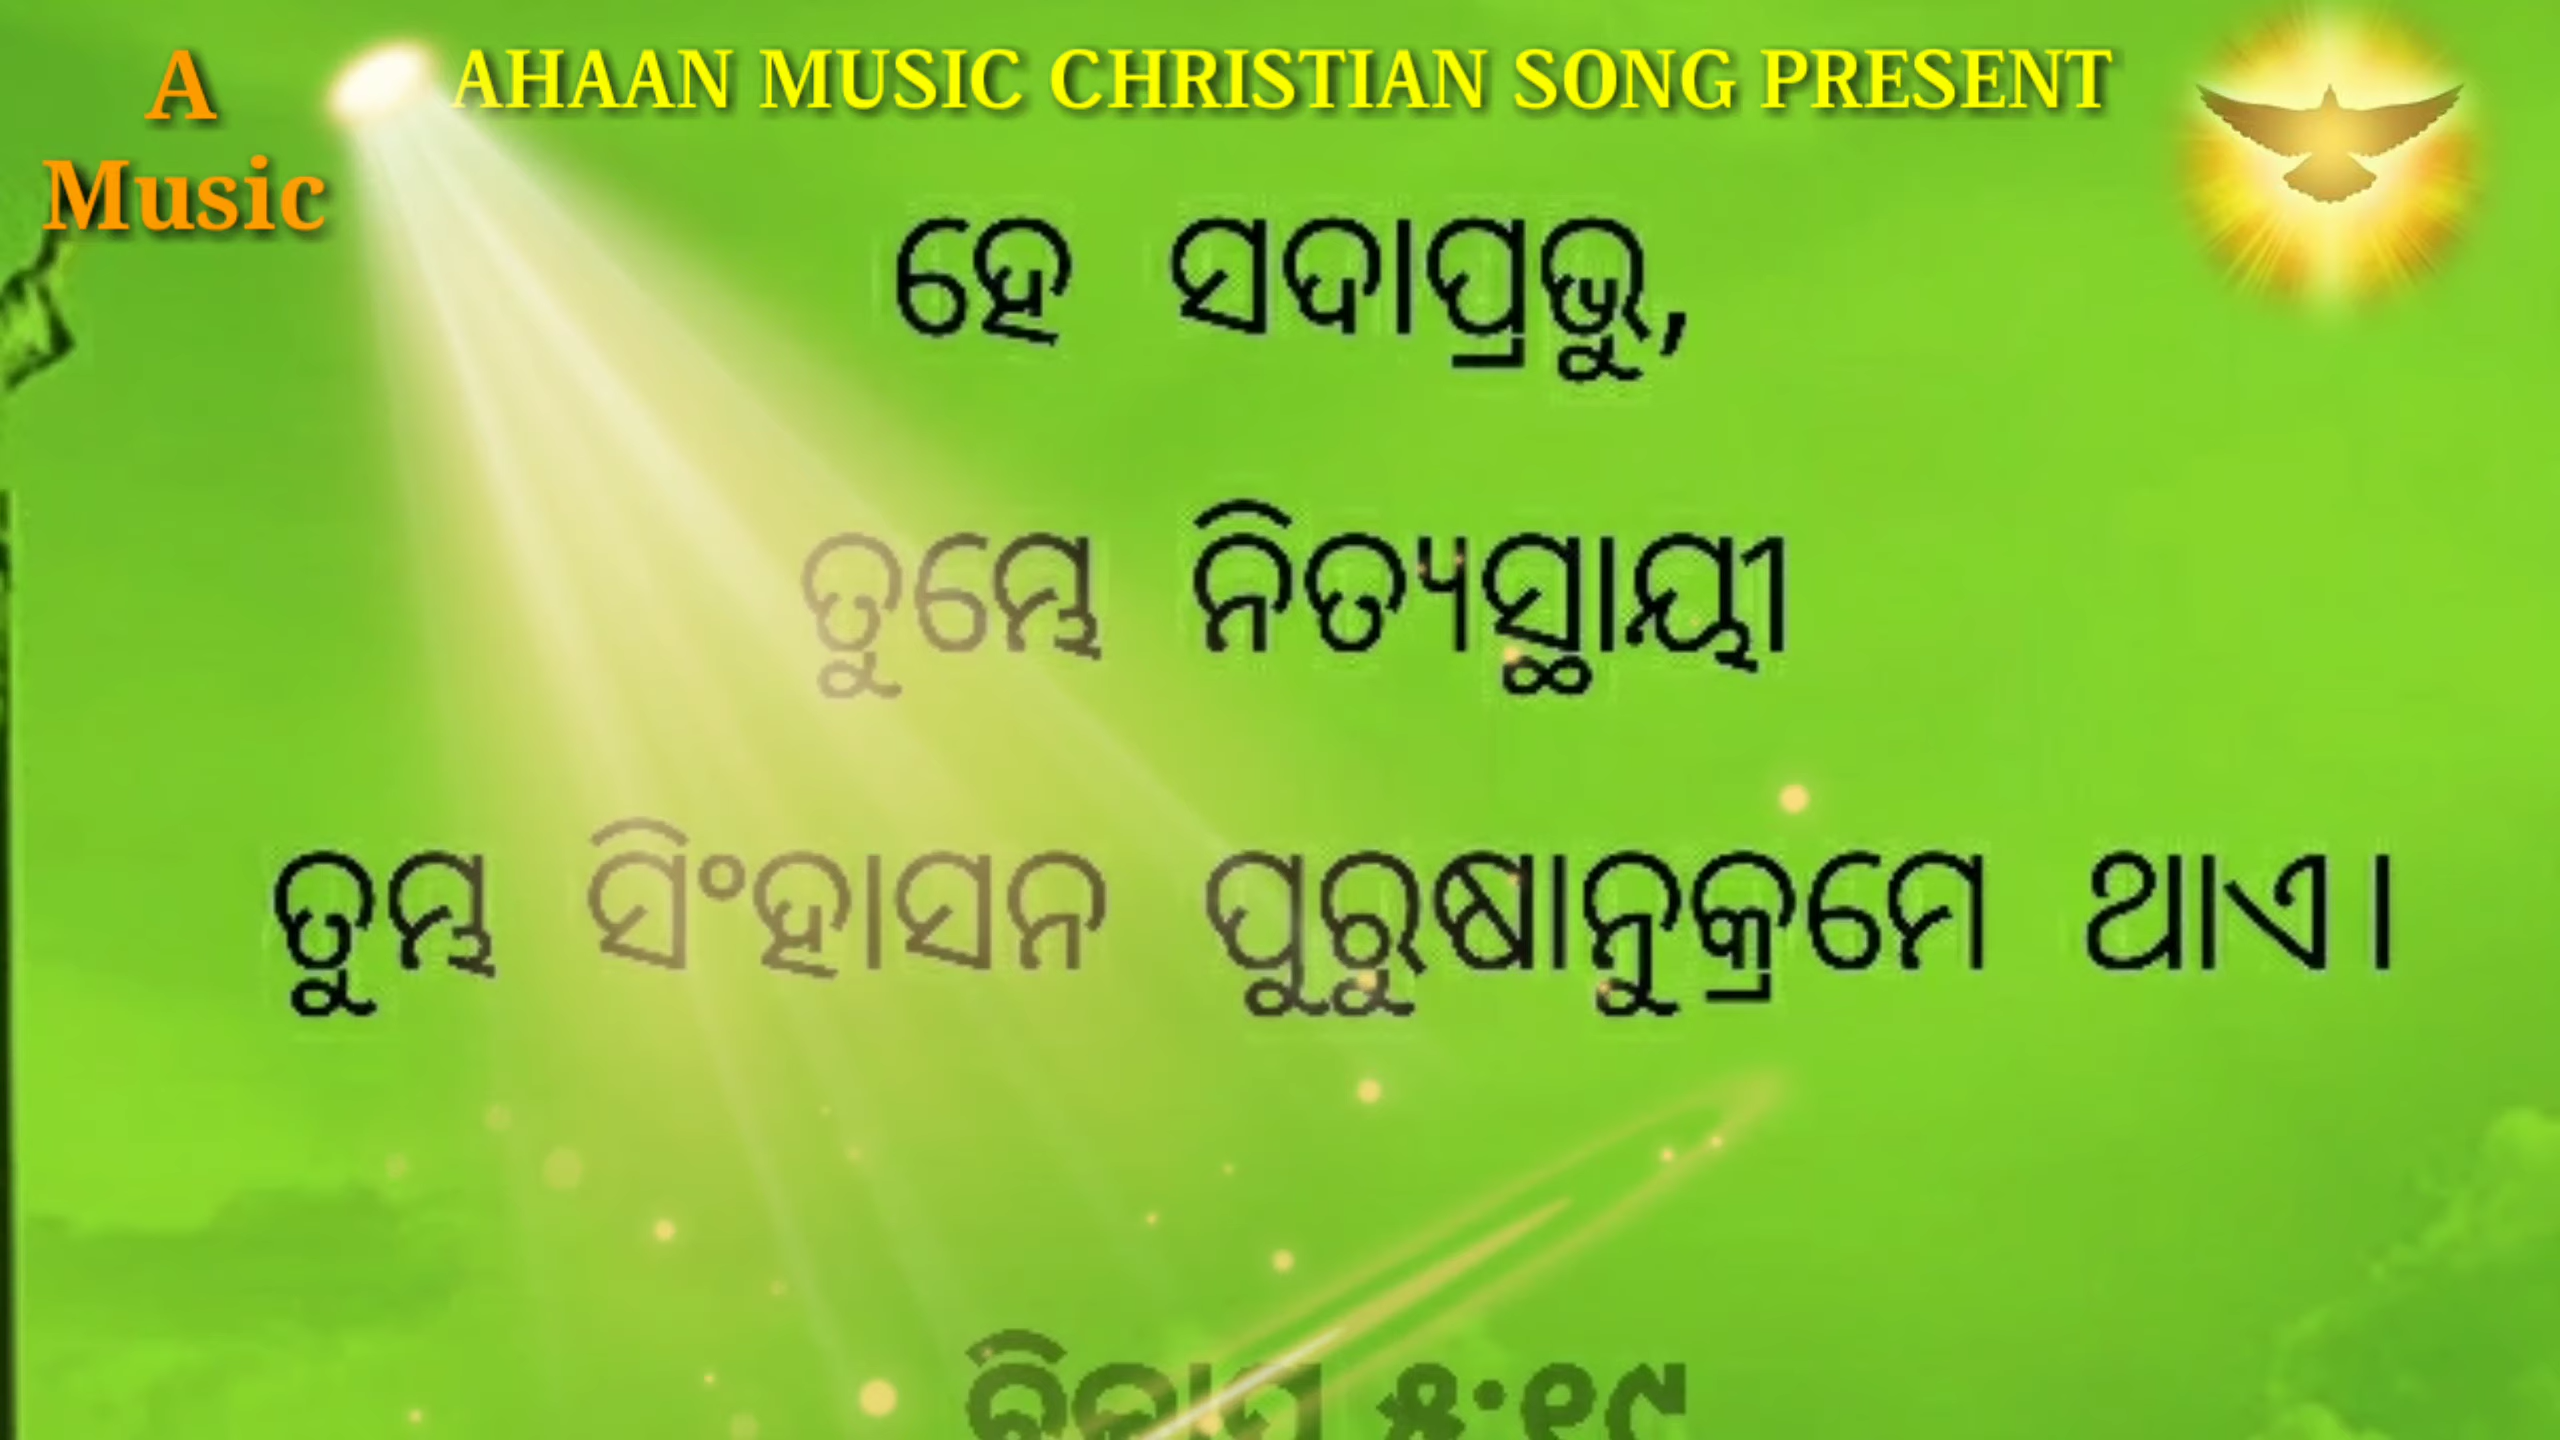 A
Music
AHAAN MUSIC CHRISTIAN SONG PRESENT
ହେ ସଦାପ୍ରଭୁ,
ତୁମ୍ଭେ ନିତ୍ୟସ୍ଥାୟୀ
ତୁମ୍ଭ ସିଂହାସନ ପୁରୁଷାନୁକ୍ରମେ ଥାଏ।